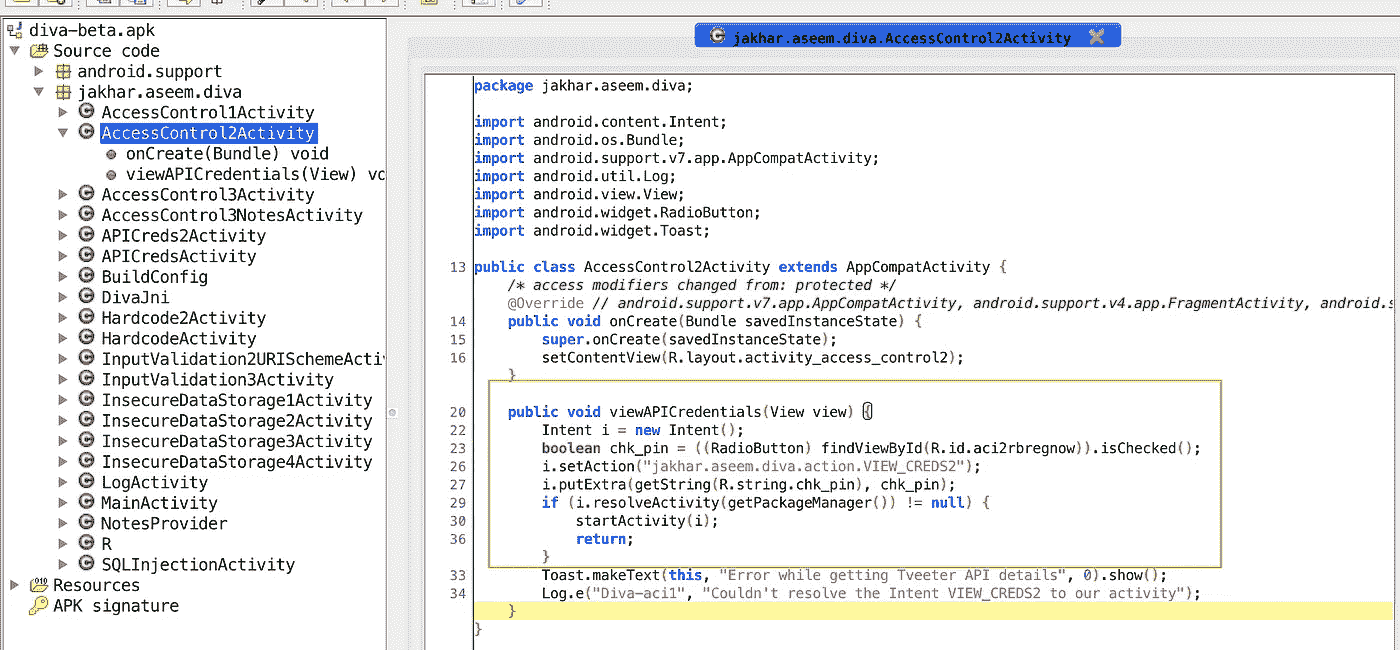 diva-beta.apk
Source code
android.support
jakhar.aseem.diva
AccessControl1Activity
AccessControl2Activity
onCreate(Bundle) void
viewAPICredentials(View)
AccessControl3Activity
AccessControl3NotesActivity
APICreds2Activity
APICredsActivity
BuildConfig
DivaJni
Hardcode2Activity
HardcodeActivity
InputValidation2URISchemeActi
InputValidation3Activity
InsecureDataStorage1Activity
InsecureDataStorage2Activity
InsecureDataStorage3Activity
InsecureDataStorage4Activity
LogActivity
MainActivity
NotesProvider
R
SQLInjectionActivity
Resources
APK signature
jakhar.aseem.diva.AccessControl2Activity
package jakhar.aseem.diva;
import android.content.Intent;
import android.os.Bundle;
import android.support.v7.app.AppCompatActivity;
import android.util.Log;
import android.view.View;
import android.widget.RadioButton;
import android.widget.Toast;
13 public class AccessControl2Activity extends AppCompatActivity {
/* access modifiers changed from: protected */
@Override // android.support.v7.app.AppCompatActivity, android.support.v4.app.FragmentActivity, android.s
14 public void onCreate(Bundle savedInstanceState) {
15 super.onCreate(savedInstanceState);
16 setContentView(R.layout.activity_access_control2);
}
20 public void viewAPICredentials(View view) {
22 Intent i = new Intent();
23 boolean chk_pin = ((RadioButton) findViewById(R.id.aci2rbregnow)).isChecked();
26 i.setAction("jakhar.aseem.diva.action.VIEW_CREDS2");
27 i.putExtra(getString(R.string.chk_pin), chk_pin);
29 if (i.resolveActivity(getPackageManager()) != null) {
30 startActivity(i);
36 return;
}
33 Toast.makeText(this, "Error while getting Tveeter API details", 0).show();
34 Log.e("Diva-aci1", "Couldn't resolve the Intent VIEW_CREDS2 to our activity");
}
}